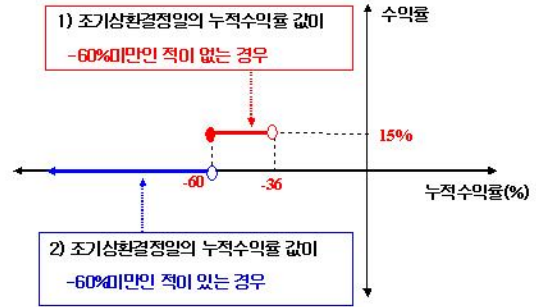 1) 조기상환결정일의 누적수익률 값이
-60%미만인 적이 없는 경우
수익률
15%
-60
-36
누적수익률(%)
2) 조기상환결정일의 누적수익률 값이
-60%미만인 적이 있는 경우